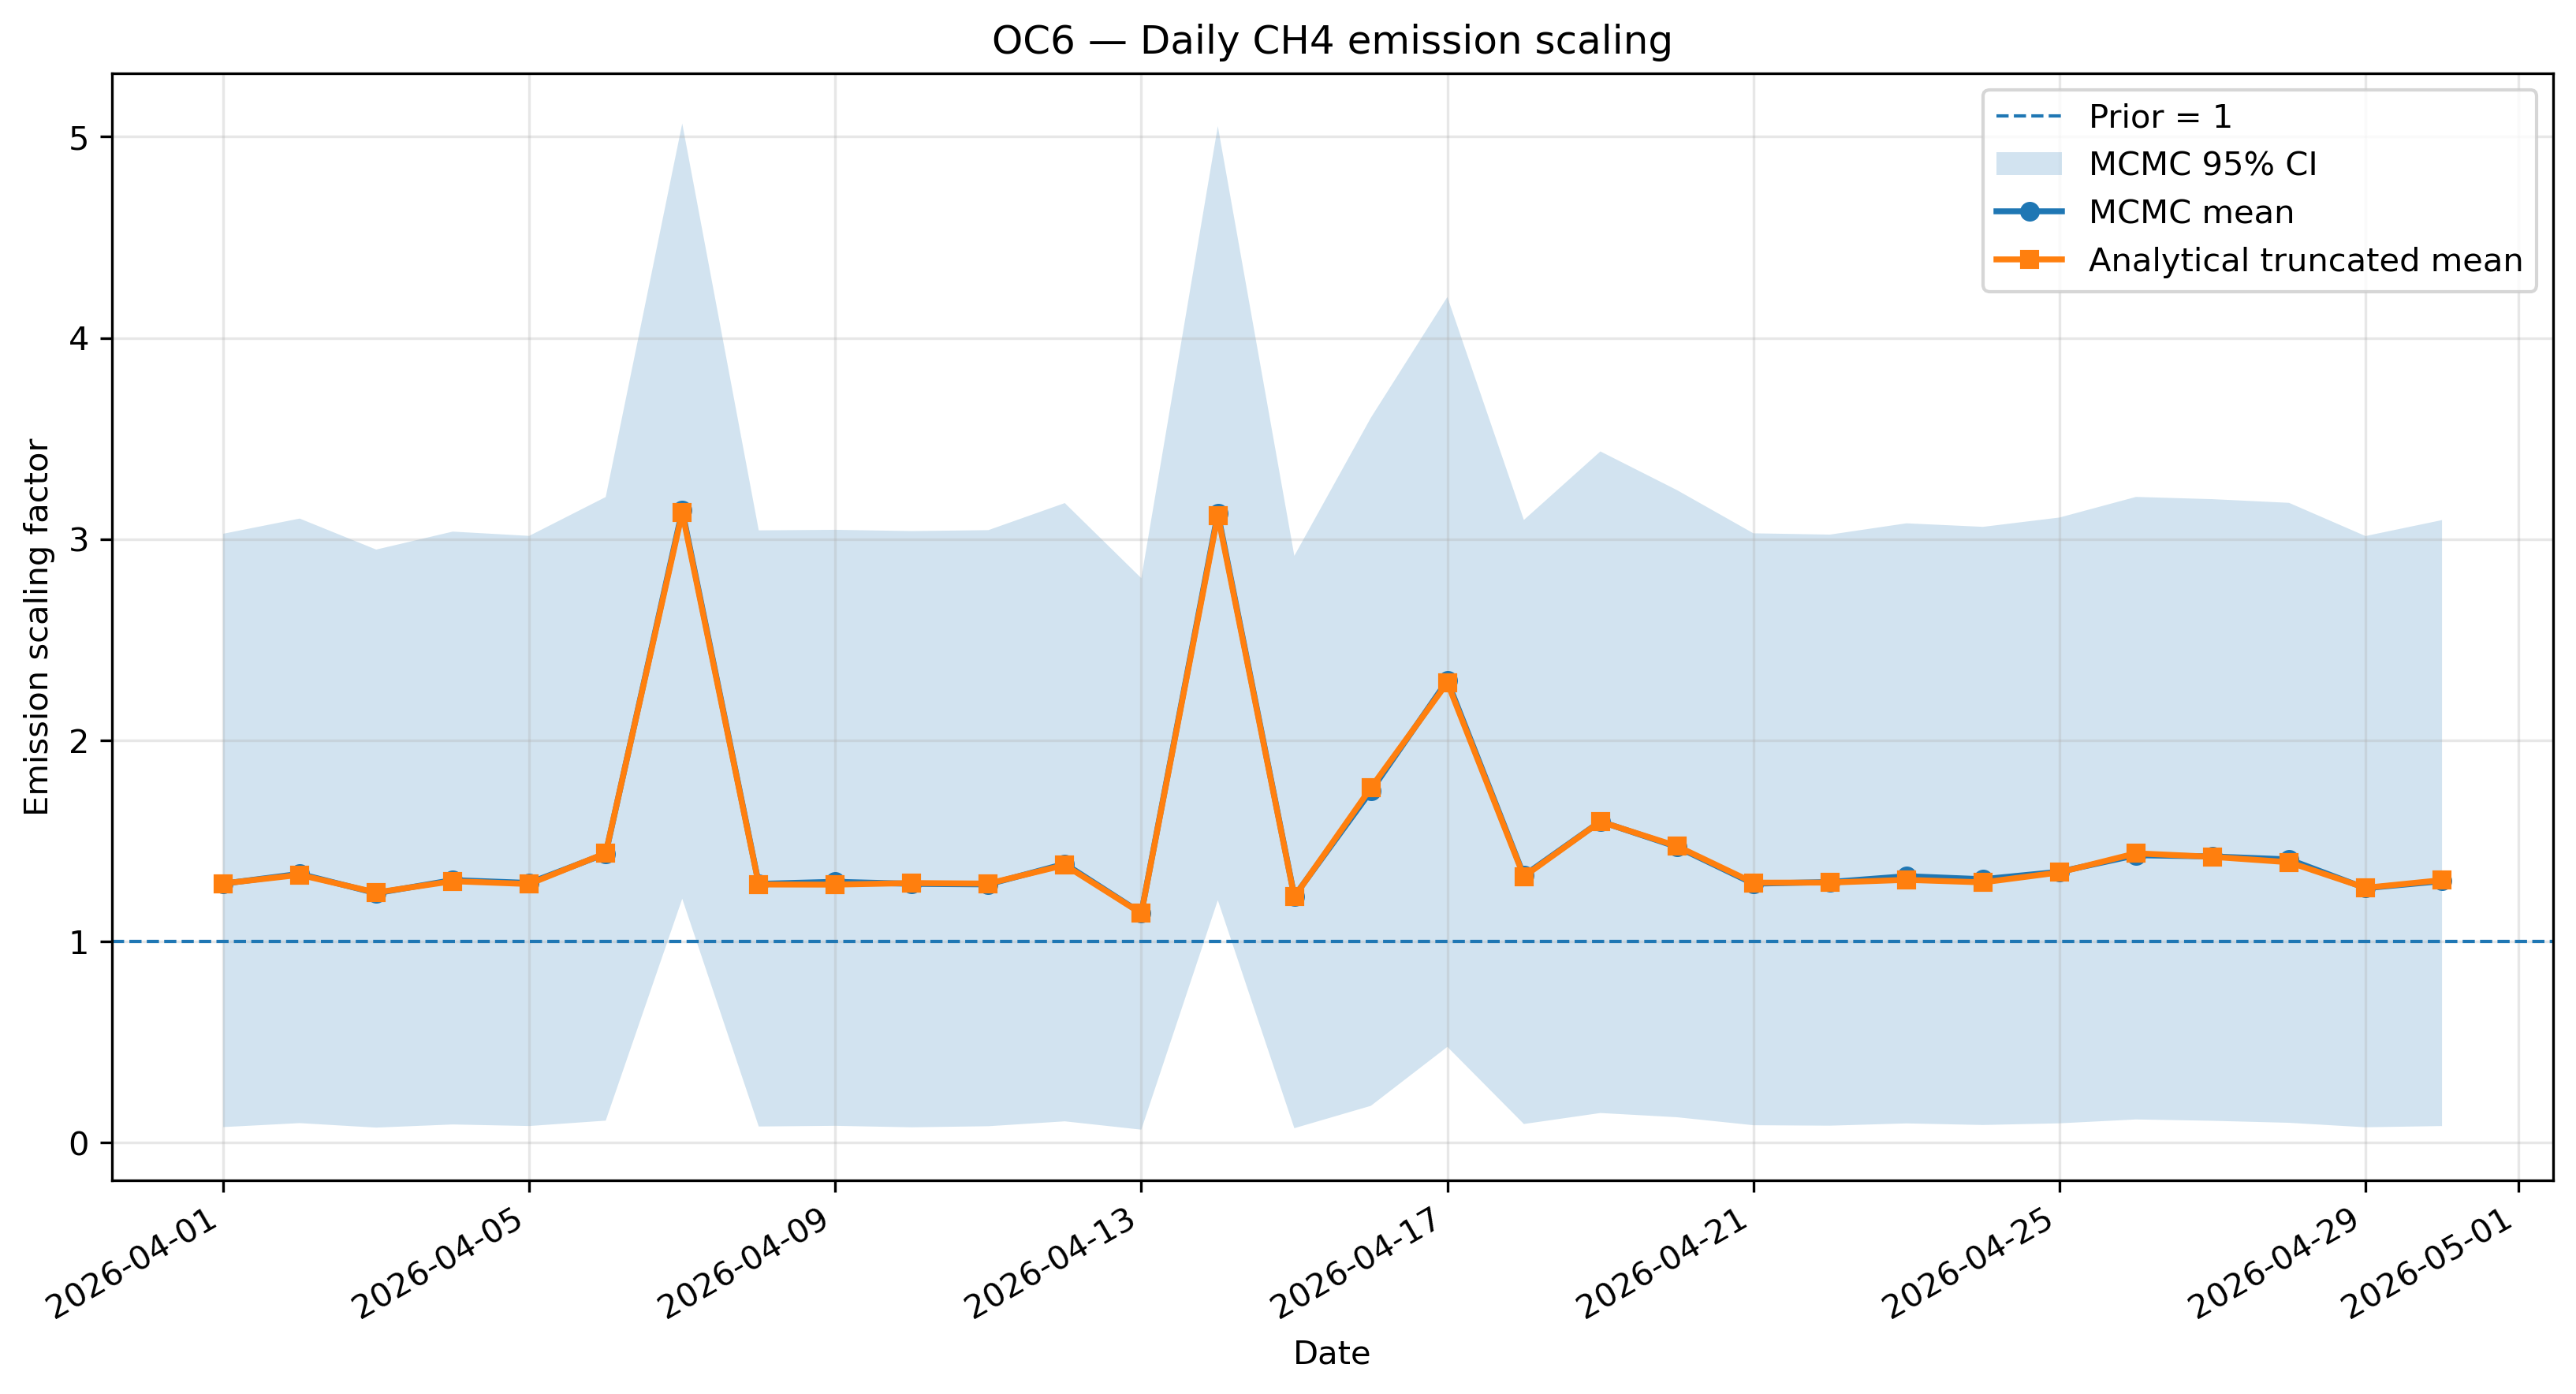 OC6 — Daily CH4 emission scaling
Prior = 1
MCMC 95% CI
MCMC mean
Analytical truncated mean
Emission scaling factor
5
4
3
2
1
0
2026-04-01
2026-04-05
2026-04-09
2026-04-13
2026-04-17
2026-04-21
2026-04-25
2026-04-29
2026-05-01
Date